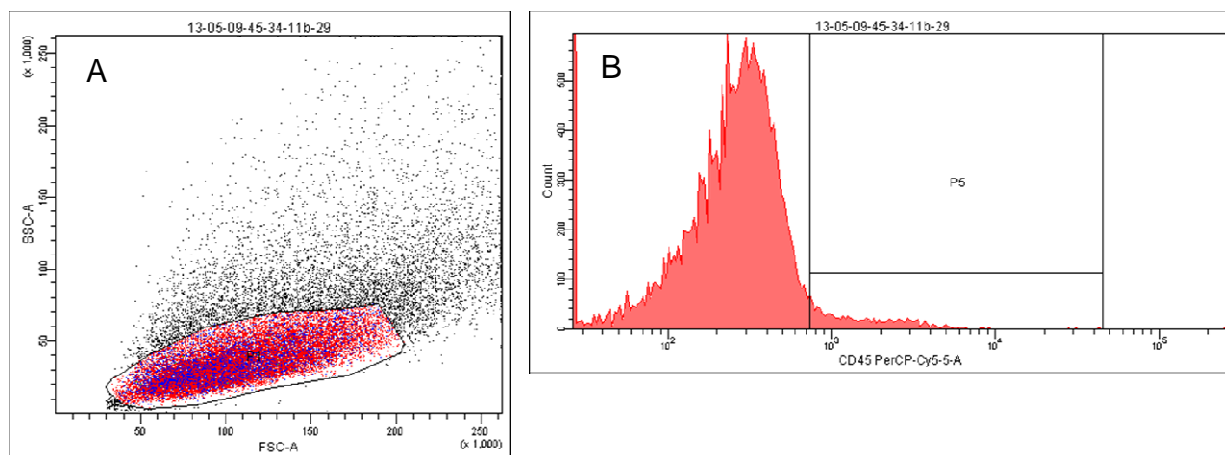 13-05-09-45-34-11b-29
A
(x 1,000)
250
200
150
100
50
SSC-A
50 100 150 200 250
FSC-A
(x 1,000)
13-05-09-45-34-11b-29
B
600
500
400
300
200
100
0
Count
P5
10² 10³ 10⁴ 10⁵
CD45 PerCP-Cy5-5-A